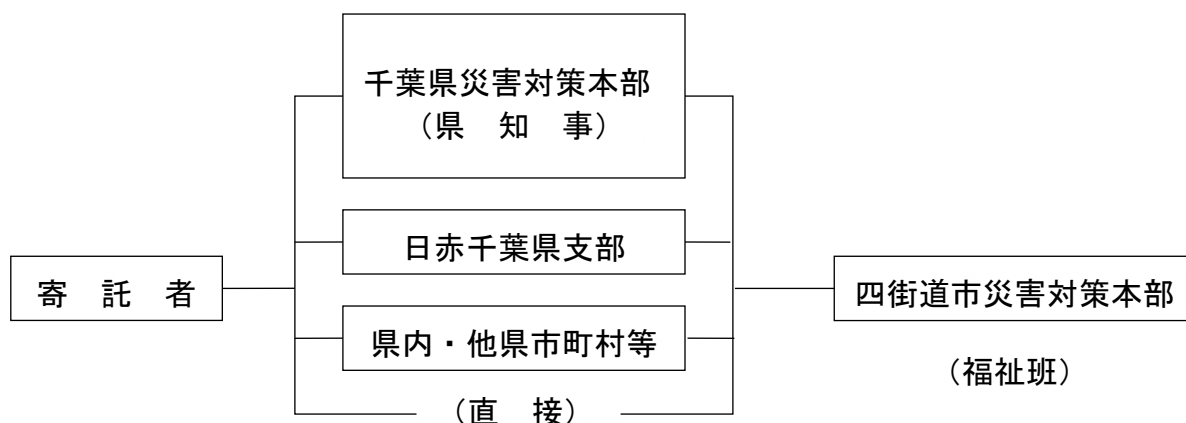 千葉県災害対策本部
（県　知　事）
日赤千葉県支部
寄　託　者
四街道市災害対策本部
県内・他県市町村等
（福祉班）
（直　接）